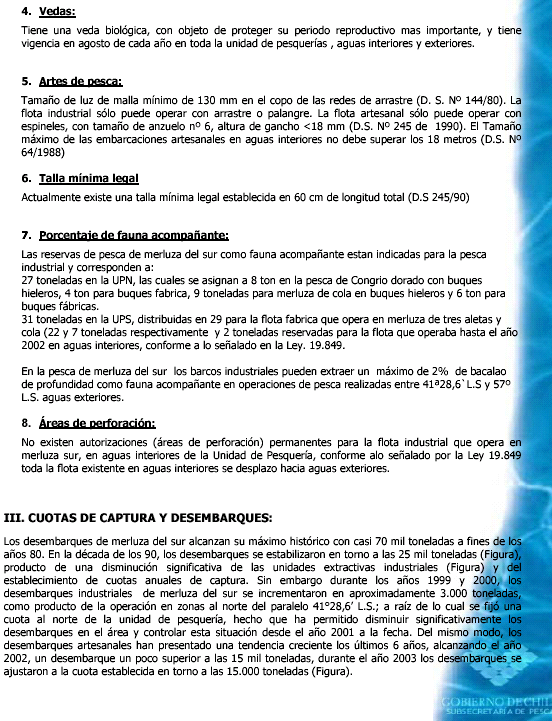 4. Vedas:
Tiene una veda biológica, con objeto de proteger su periodo reproductivo mas importante, y tiene
vigencia en agosto de cada año en toda la unidad de pesquerías , aguas interiores y exteriores.
5. Artes de pesca:
Tamaño de luz de malla mínimo de 130 mm en el copo de las redes de arrastre (D. S. Nº 144/80). La
flota industrial sólo puede operar con arrastre o palangre. La flota artesanal sólo puede operar con
espineles, con tamaño de anzuelo nº 6, altura de gancho <18 mm (D.S. Nº 245 de 1990). El Tamaño
máximo de las embarcaciones artesanales en aguas interiores no debe superar los 18 metros (D.S. Nº
64/1988)
6. Talla mínima legal
Actualmente existe una talla mínima legal establecida en 60 cm de longitud total (D.S 245/90)
7. Porcentaje de fauna acompañante:
Las reservas de pesca de merluza del sur como fauna acompañante estan indicadas para la pesca
industrial y corresponden a:
27 toneladas en la UPN, las cuales se asignan a 8 ton en la pesca de Congrio dorado con buques
hieleros, 4 ton para buques fabrica, 9 toneladas para merluza de cola en buques hieleros y 6 ton para
buques fábricas.
31 toneladas en la UPS, distribuidas en 29 para la flota fabrica que opera en merluza de tres aletas y
cola (22 y 7 toneladas respectivamente y 2 toneladas reservadas para la flota que operaba hasta el año
2002 en aguas interiores, conforme a lo señalado en la Ley. 19.849.
En la pesca de merluza del sur los barcos industriales pueden extraer un máximo de 2% de bacalao
de profundidad como fauna acompañante en operaciones de pesca realizadas entre 41ª28,6`L.S y 57º
L.S. aguas exteriores.
8. Áreas de perforación:
No existen autorizaciones (áreas de perforación) permanentes para la flota industrial que opera en
merluza sur, en aguas interiores de la Unidad de Pesquería, conforme alo señalado por la Ley 19.849
toda la flota existente en aguas interiores se desplazo hacia aguas exteriores.
III. CUOTAS DE CAPTURA Y DESEMBARQUES:
Los desembarques de merluza del sur alcanzan su máximo histórico con casi 70 mil toneladas a fines de los
años 80. En la década de los 90, los desembarques se estabilizaron en torno a las 25 mil toneladas (Figura),
producto de una disminución significativa de las unidades extractivas industriales (Figura) y del
establecimiento de cuotas anuales de captura. Sin embargo durante los años 1999 y 2000, los
desembarques industriales de merluza del sur se incrementaron en aproximadamente 3.000 toneladas,
como producto de la operación en zonas al norte del paralelo 41°28,6’ L.S.; a raíz de lo cual se fijó una
cuota al norte de la unidad de pesquería, hecho que ha permitido disminuir significativamente los
desembarques en el área y controlar esta situación desde el año 2001 a la fecha. Del mismo modo, los
desembarques artesanales han presentado una tendencia creciente los últimos 6 años, alcanzando el año
2002, un desembarque un poco superior a las 15 mil toneladas, durante el año 2003 los desembarques se
ajustaron a la cuota establecida en torno a las 15.000 toneladas (Figura).
GOBIERNO DE CHILE
SUBSECRETARIA DE PESCA